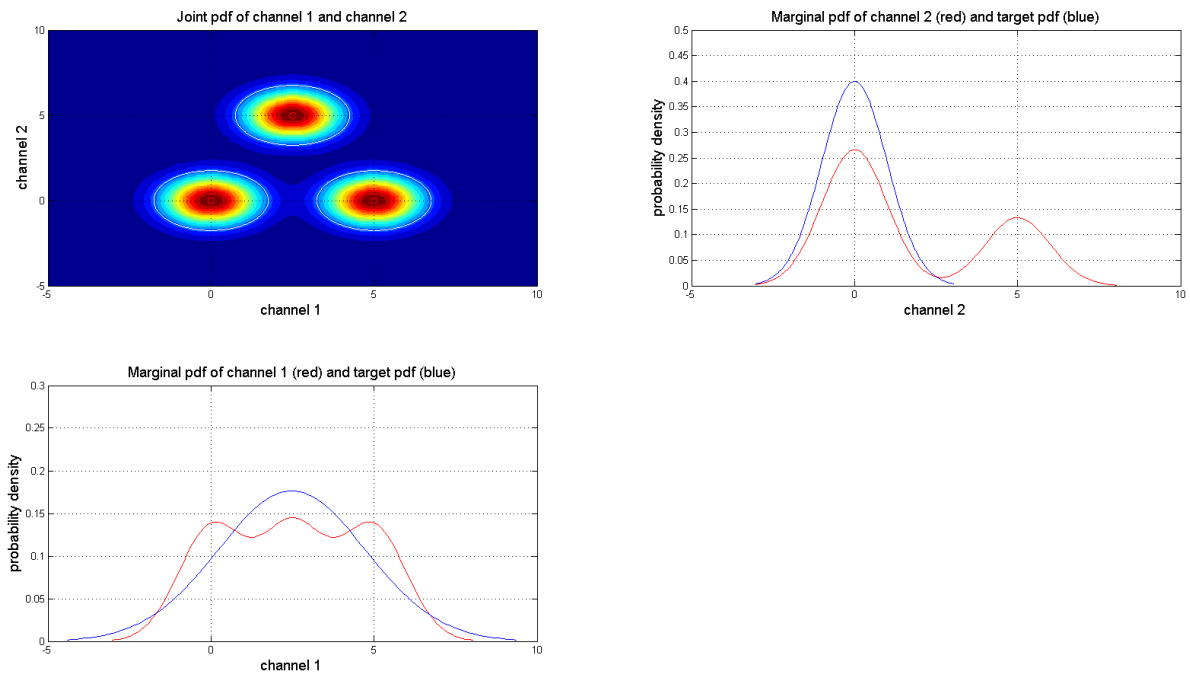 Joint pdf of channel 1 and channel 2
10
5
0
-5
channel 2
-5 0 5 10
channel 1
Marginal pdf of channel 2 (red) and target pdf (blue)
0.5
0.45
0.4
0.35
0.3
0.25
0.2
0.15
0.1
0.05
0
probability density
-5 0 5 10
channel 2
Marginal pdf of channel 1 (red) and target pdf (blue)
0.3
0.25
0.2
0.15
0.1
0.05
0
probability density
-5 0 5 10
channel 1